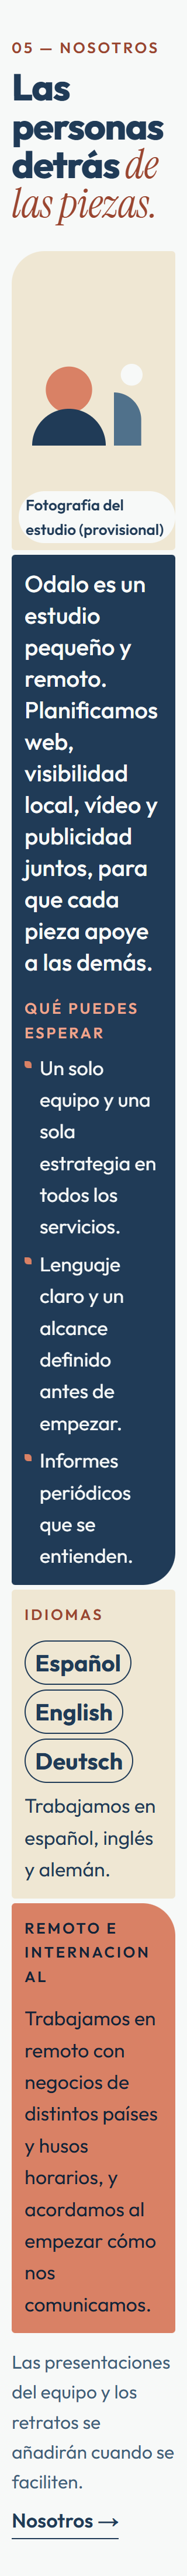 05 — NOSOTROS
Las
personas
detrás de
las piezas.
Fotografía del
estudio (provisional)
Odalo es un
estudio
pequeño y
remoto.
Planificamos
web,
visibilidad
local, vídeo y
publicidad
juntos, para
que cada
pieza apoye
a las demás.
QUÉ PUEDES
ESPERAR
Un solo
equipo y una
sola
estrategia en
todos los
servicios.
Lenguaje
claro y un
alcance
definido
antes de
empezar.
Informes
periódicos
que se
entienden.
IDIOMAS
Español
English
Deutsch
Trabajamos en
español, inglés
y alemán.
REMOTO E
INTERNACION
AL
Trabajamos en
remoto con
negocios de
distintos países
y husos
horarios, y
acordamos al
empezar cómo
nos
comunicamos.
Las presentaciones
del equipo y los
retratos se
añadirán cuando se
faciliten.
Nosotros →